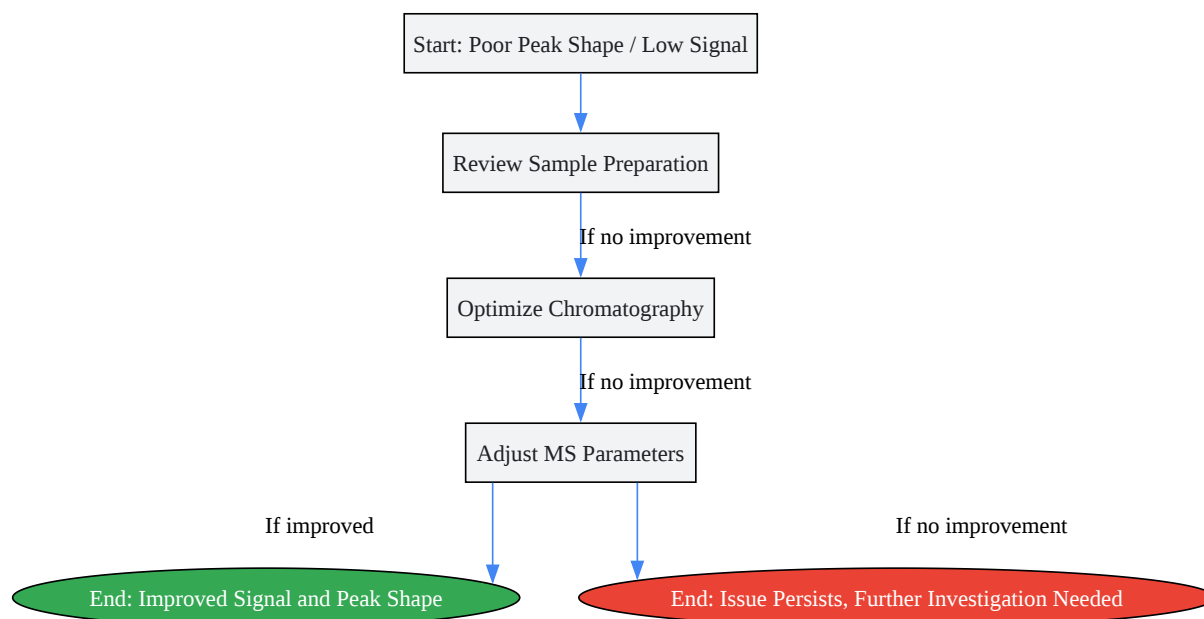 Start: Poor Peak Shape / Low Signal
Review Sample Preparation
If no improvement
Optimize Chromatography
If no improvement
Adjust MS Parameters
If improved
If no improvement
End: Improved Signal and Peak Shape
End: Issue Persists, Further Investigation Needed